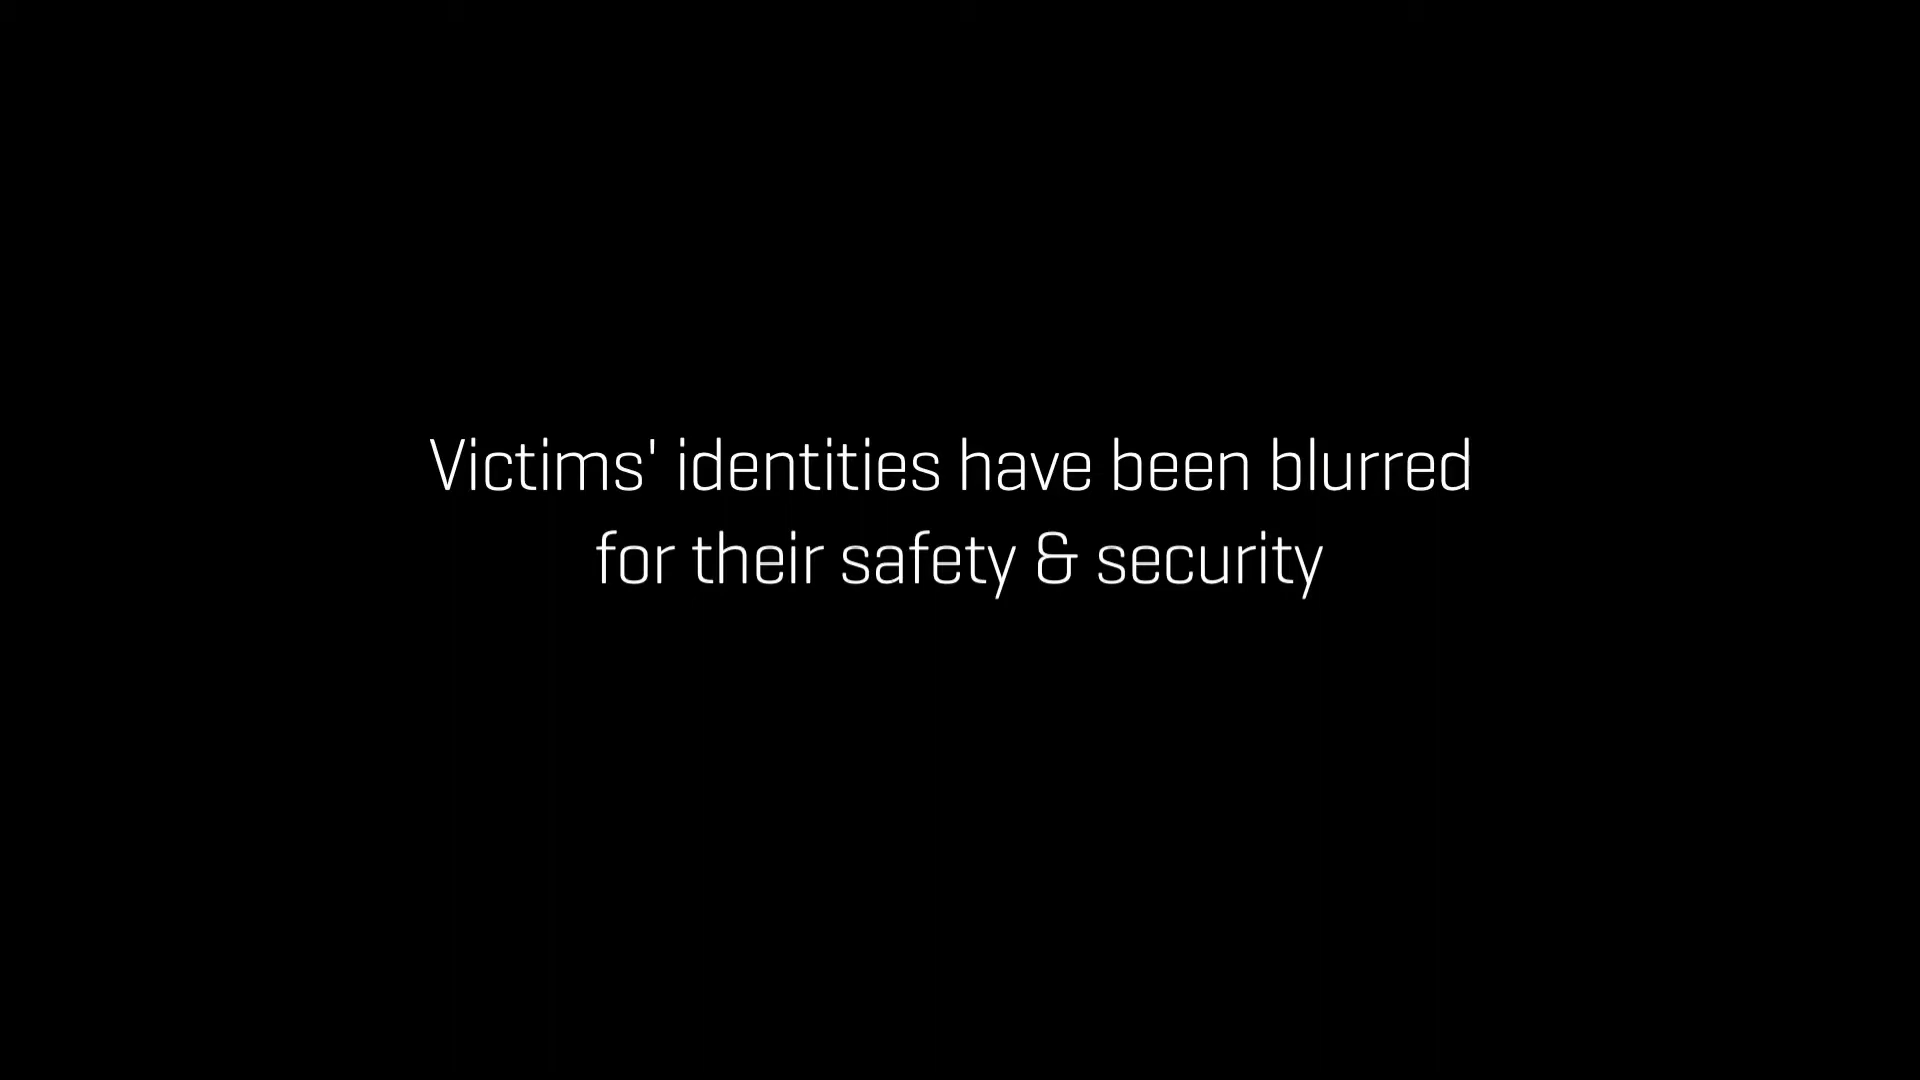 Victims' identities have been blurred
for their safety & security